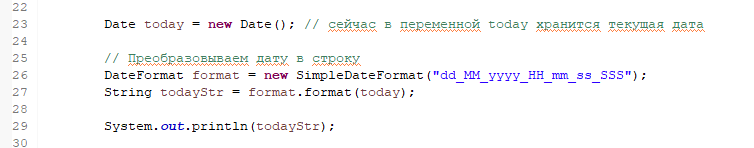 22
23 Date today = new Date(); // сейчас в переменной today хранится текущая дата
24
25 // Преобразовываем дату в строку
26 DateFormat format = new SimpleDateFormat("dd_MM_yyyy_HH_mm_ss_SSS");
27 String todayStr = format.format(today);
28
29 System.out.println(todayStr);
30